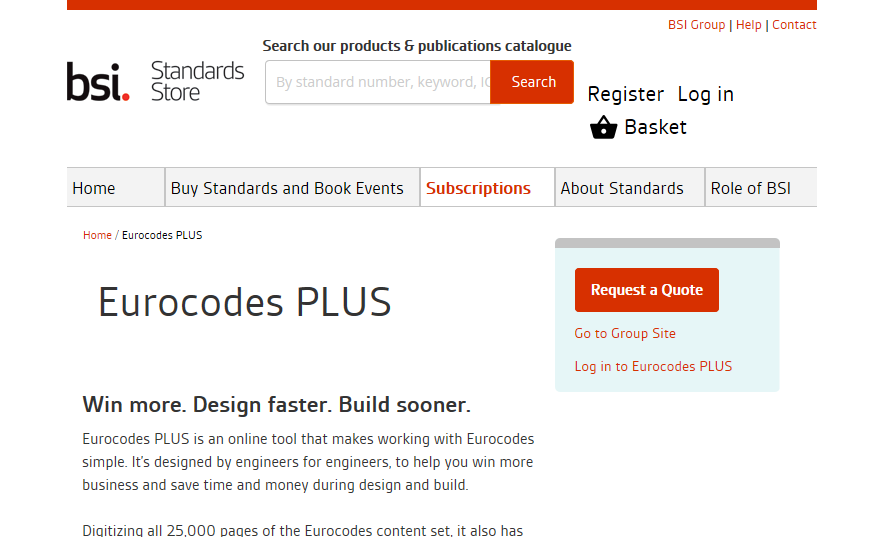 BSI Group | Help | Contact
Search our products & publications catalogue
bsi. Standards Store
By standard number, keyword, IC
Search
Register Log in
Basket
Home
Buy Standards and Book Events
Subscriptions
About Standards
Role of BSI
Home / Eurocodes PLUS
Eurocodes PLUS
Request a Quote
Go to Group Site
Log in to Eurocodes PLUS
Win more. Design faster. Build sooner.
Eurocodes PLUS is an online tool that makes working with Eurocodes
simple. It's designed by engineers for engineers, to help you win more
business and save time and money during design and build.
Digitizing all 25,000 pages of the Eurocodes content set, it also has